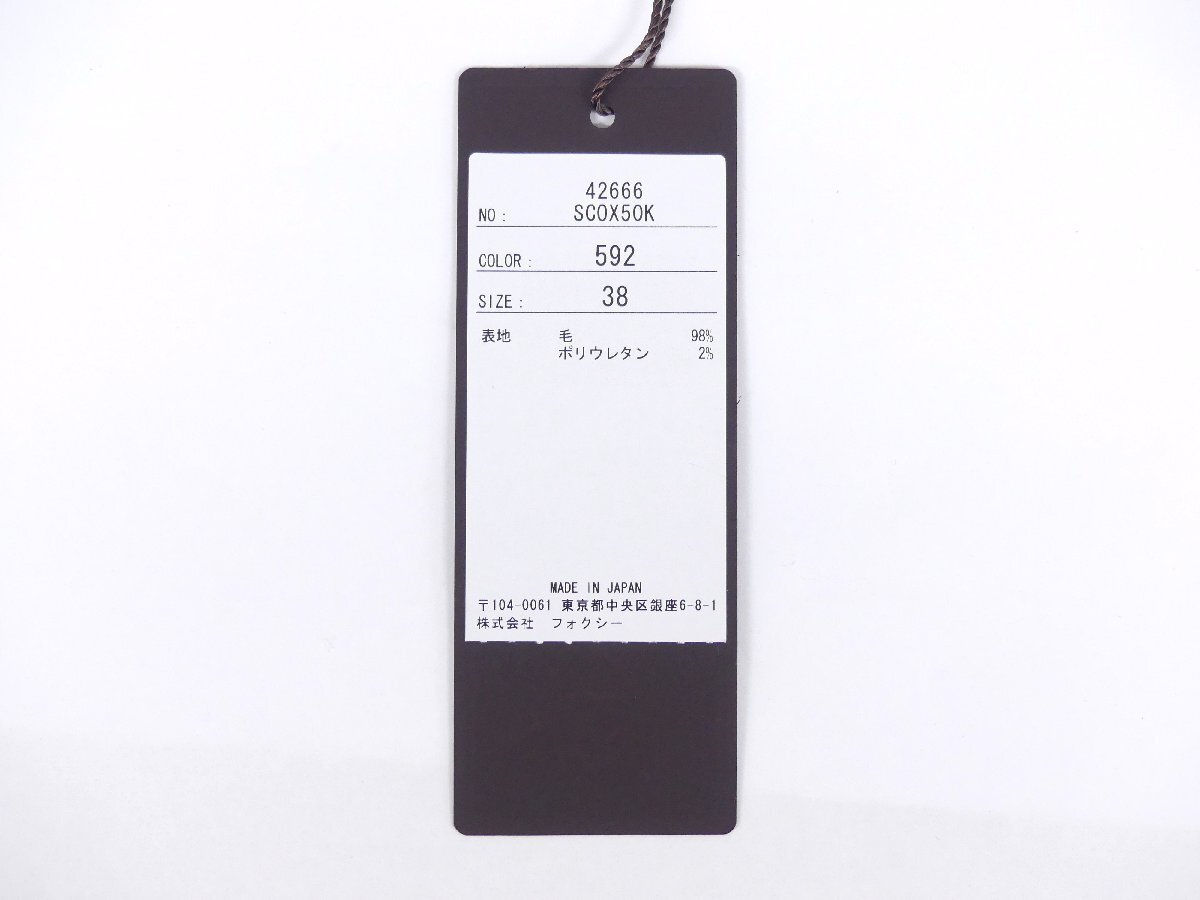 42666
NO: SCOX50K
COLOR: 592
SIZE: 38
表地 毛 98%
ポリウレタン 2%
MADE IN JAPAN
〒104-0061 東京都中央区銀座6-8-1
株式会社 フォクシー